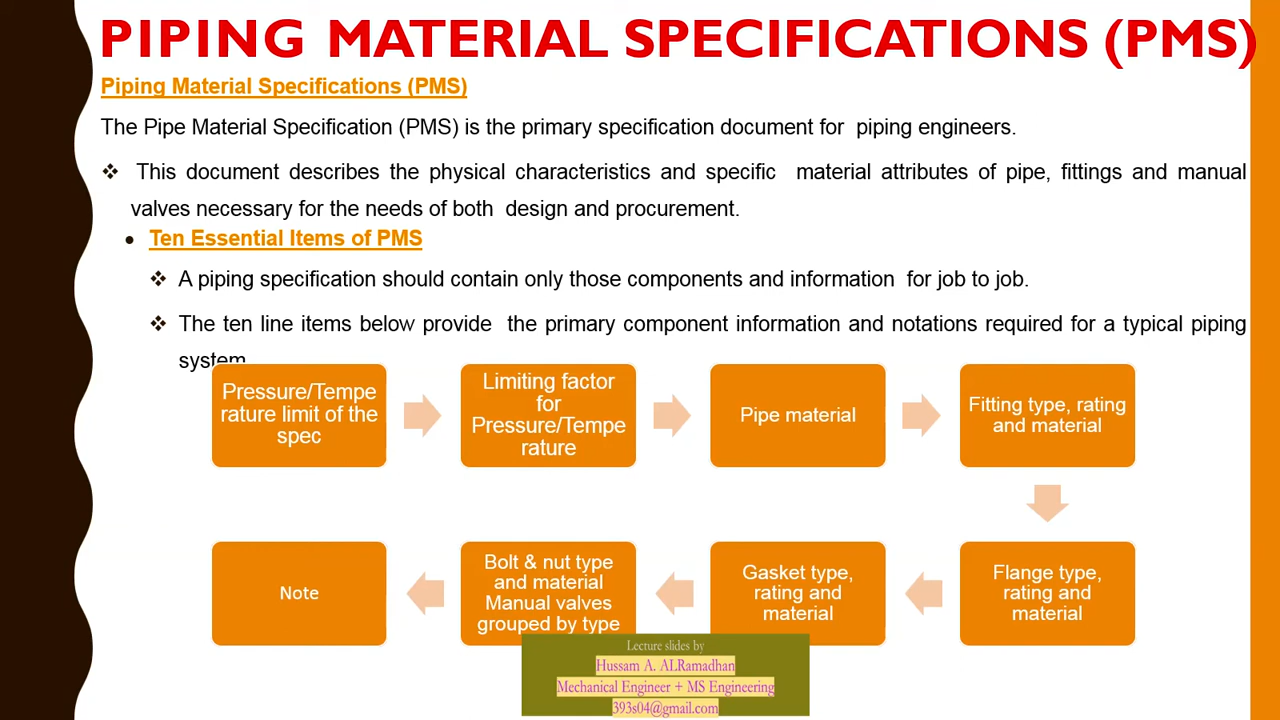 PIPING MATERIAL SPECIFICATIONS (PMS)
Piping Material Specifications (PMS)
The Pipe Material Specification (PMS) is the primary specification document for piping engineers.
❖ This document describes the physical characteristics and specific material attributes of pipe, fittings and manual
valves necessary for the needs of both design and procurement.
• Ten Essential Items of PMS
❖ A piping specification should contain only those components and information for job to job.
❖ The ten line items below provide the primary component information and notations required for a typical piping
system
Pressure/Tempe
rature limit of the
spec
Limiting factor
for
Pressure/Tempe
rature
Pipe material
Fitting type, rating
and material
Flange type,
rating and
material
Gasket type,
rating and
material
Bolt & nut type
and material
Manual valves
grouped by type
Note
Lecture slides by
Hussam A. ALRamadhan
Mechanical Engineer + MS Engineering
393s04@gmail.com